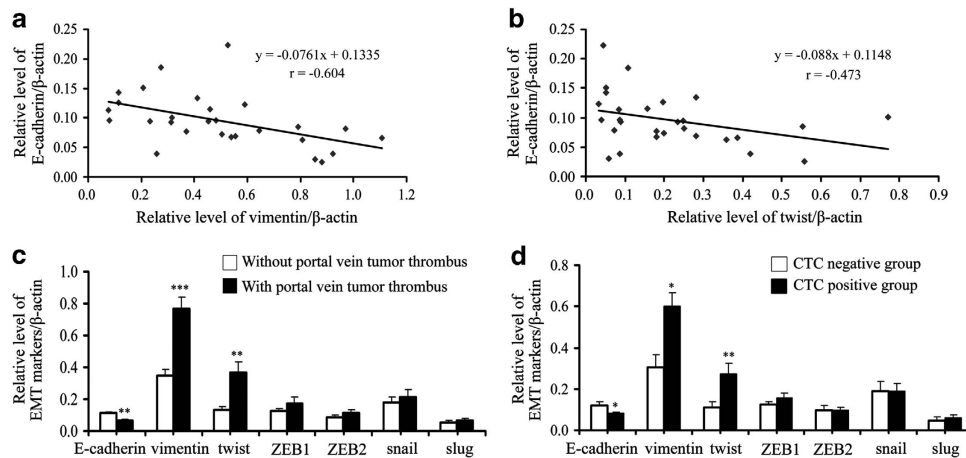 a
Relative level of
E-cadherin/β-actin
0.25
0.20
0.15
0.10
0.05
0.00
y = -0.0761x + 0.1335
r = -0.604
0.0 0.2 0.4 0.6 0.8 1.0 1.2
Relative level of vimentin/β-actin
b
Relative level of
E-cadherin/β-actin
0.25
0.20
0.15
0.10
0.05
0.00
y = -0.088x + 0.1148
r = -0.473
0.0 0.1 0.2 0.3 0.4 0.5 0.6 0.7 0.8 0.9
Relative level of twist/β-actin
c
Relative level of
EMT markers/β-actin
1.0
0.8
0.6
0.4
0.2
0.0
Without portal vein tumor thrombus
With portal vein tumor thrombus
**
***
**
E-cadherin vimentin twist ZEB1 ZEB2 snail slug
d
Relative level of
EMT markers/β-actin
0.8
0.6
0.4
0.2
0.0
CTC negative group
CTC positive group
*
*
**
E-cadherin vimentin twist ZEB1 ZEB2 snail slug